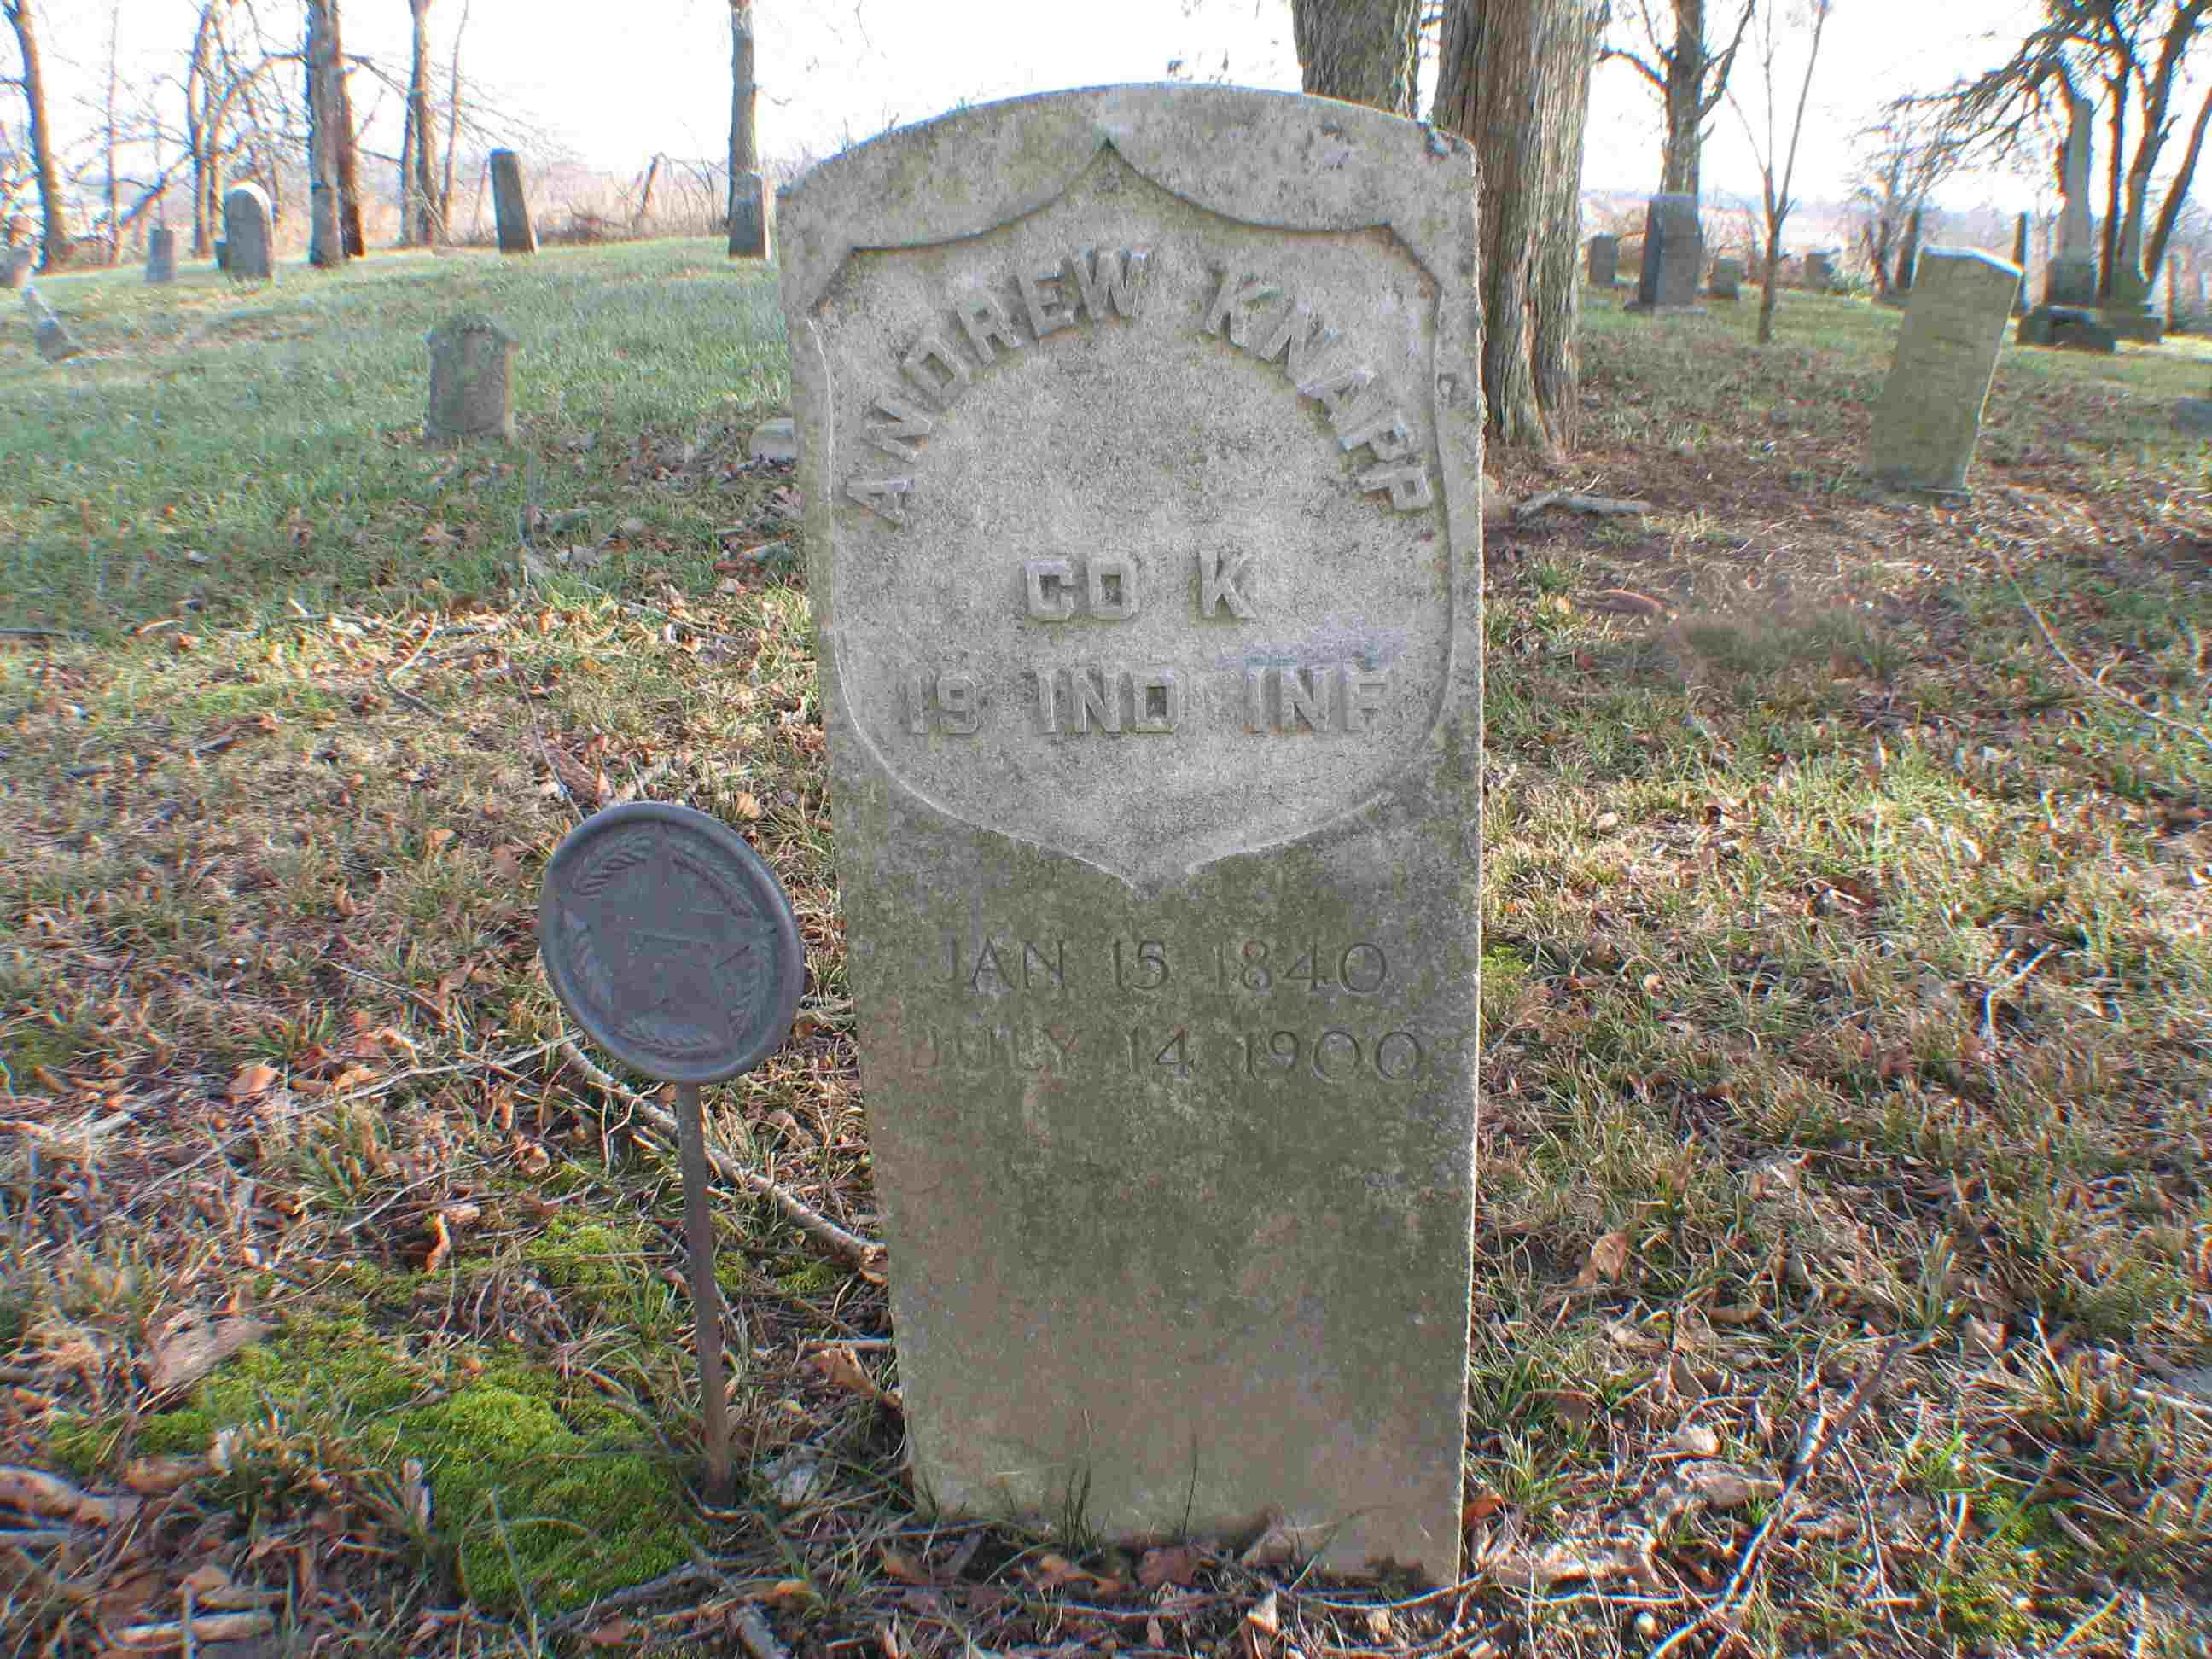 ANDREW KNAPP
CO K
19 IND INF
JAN 15 1840
JULY 14 1900